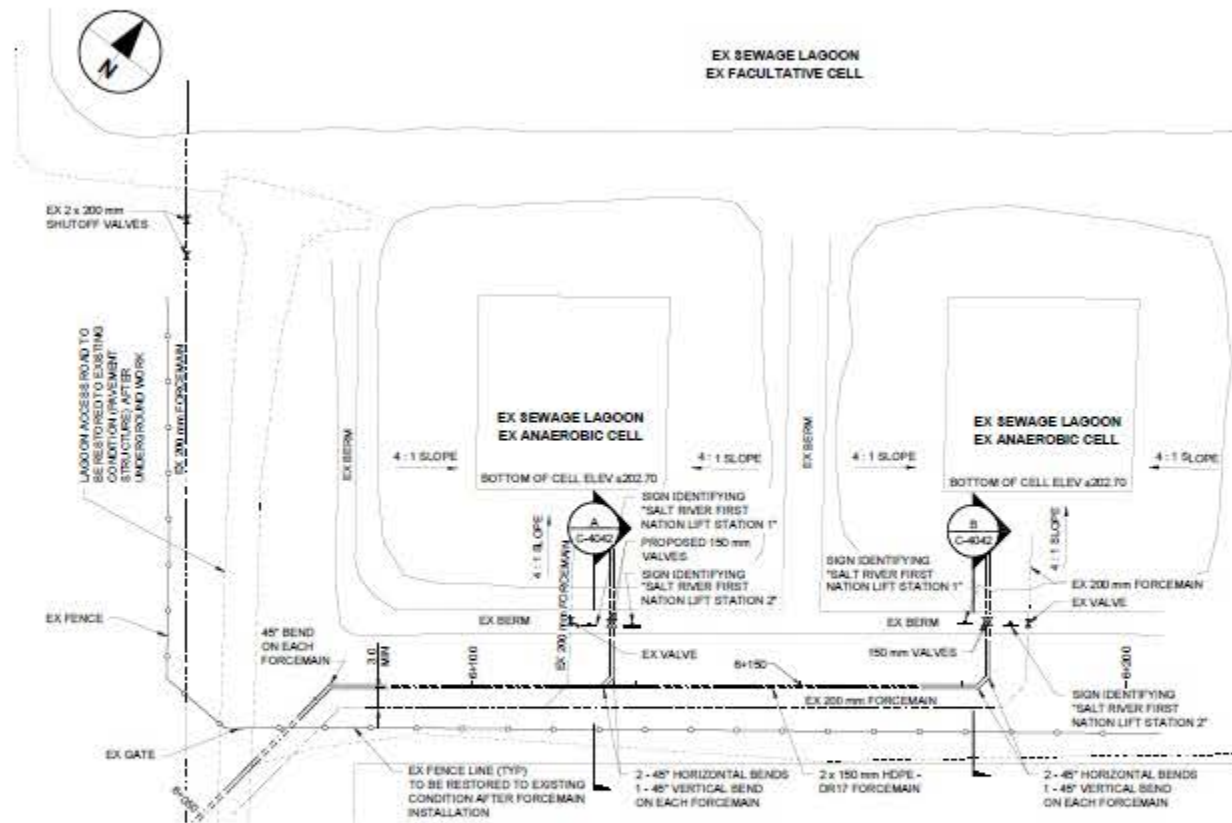 N
EX SEWAGE LAGOON
EX FACULTATIVE CELL
EX 2 x 200 mm
SHUTOFF VALVES
LAGOON ACCESS ROAD TO
BE RESTORED TO EXISTING
CONDITION (PAVEMENT
STRUCTURE) AFTER
UNDERGROUND WORK
EX 200 mm FORCEMAIN
EX BERM
EX SEWAGE LAGOON
EX ANAEROBIC CELL
4 : 1 SLOPE
4 : 1 SLOPE
BOTTOM OF CELL ELEV ±202.70
EX BERM
EX SEWAGE LAGOON
EX ANAEROBIC CELL
4 : 1 SLOPE
4 : 1 SLOPE
BOTTOM OF CELL ELEV ±202.70
A
C-4042
4 : 1 SLOPE
SIGN IDENTIFYING
"SALT RIVER FIRST
NATION LIFT STATION 1"
PROPOSED 150 mm
VALVES
SIGN IDENTIFYING
"SALT RIVER FIRST
NATION LIFT STATION 2"
B
C-4042
4 : 1 SLOPE
SIGN IDENTIFYING
"SALT RIVER FIRST
NATION LIFT STATION 1"
EX 200 mm FORCEMAIN
EX VALVE
EX FENCE
45° BEND
ON EACH
FORCEMAIN
3.0
MIN
6+100
EX BERM
EX 200 mm FORCEMAIN
EX VALVE
6+150
EX BERM
150 mm VALVES
6+200
EX 200 mm FORCEMAIN
SIGN IDENTIFYING
"SALT RIVER FIRST
NATION LIFT STATION 2"
EX GATE
6+050
EX FENCE LINE (TYP)
TO BE RESTORED TO EXISTING
CONDITION AFTER FORCEMAIN
INSTALLATION
2 - 45° HORIZONTAL BENDS
1 - 45° VERTICAL BEND
ON EACH FORCEMAIN
2 x 150 mm HDPE -
DR17 FORCEMAIN
2 - 45° HORIZONTAL BENDS
1 - 45° VERTICAL BEND
ON EACH FORCEMAIN